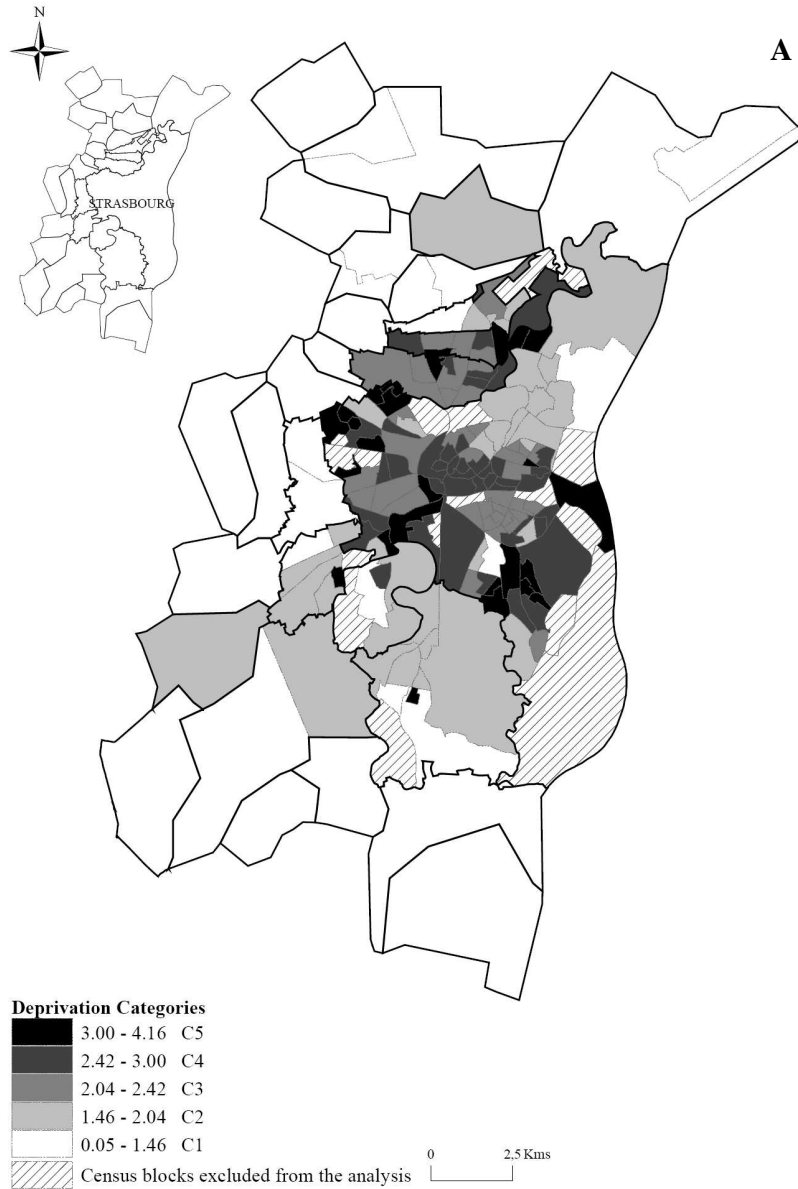 N
A
STRASBOURG
Deprivation Categories
3.00 - 4.16 C5
2.42 - 3.00 C4
2.04 - 2.42 C3
1.46 - 2.04 C2
0.05 - 1.46 C1
Census blocks excluded from the analysis
0 2,5 Kms